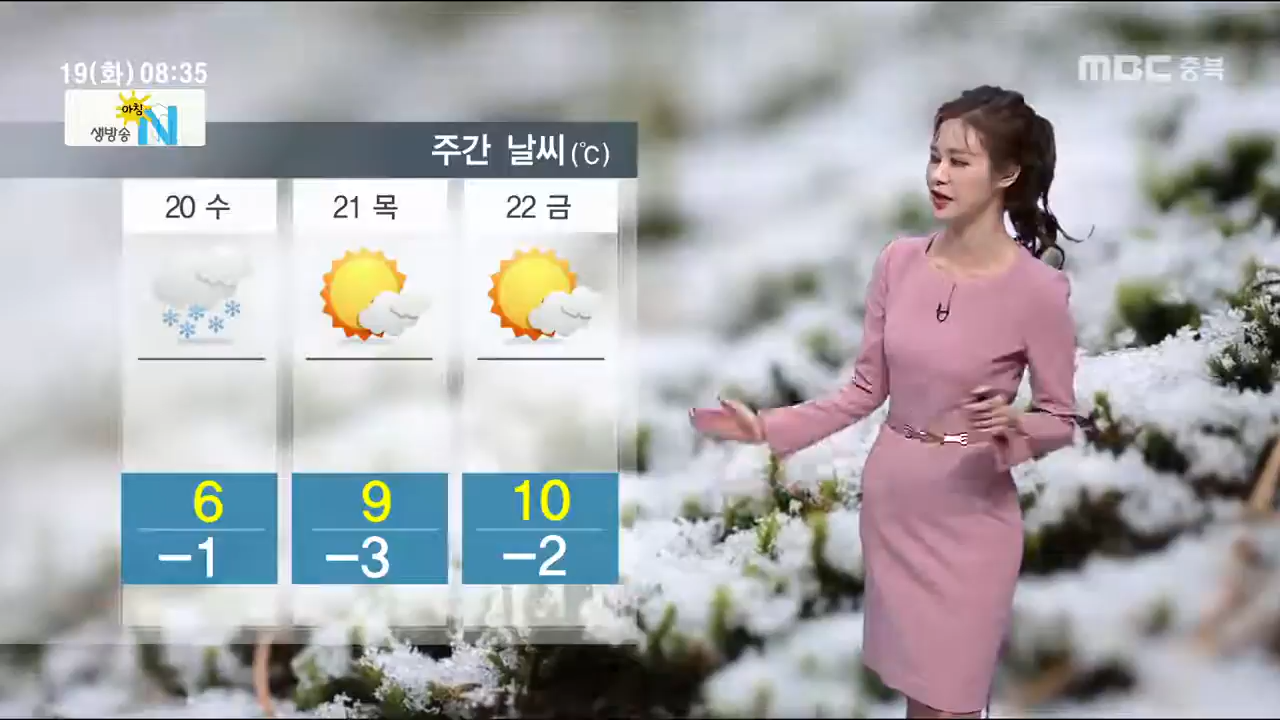 19(화) 08:35
MBC 충북
아침
생방송 N
주간 날씨(℃)
20 수 21 목 22 금
6 9 10
-1 -3 -2